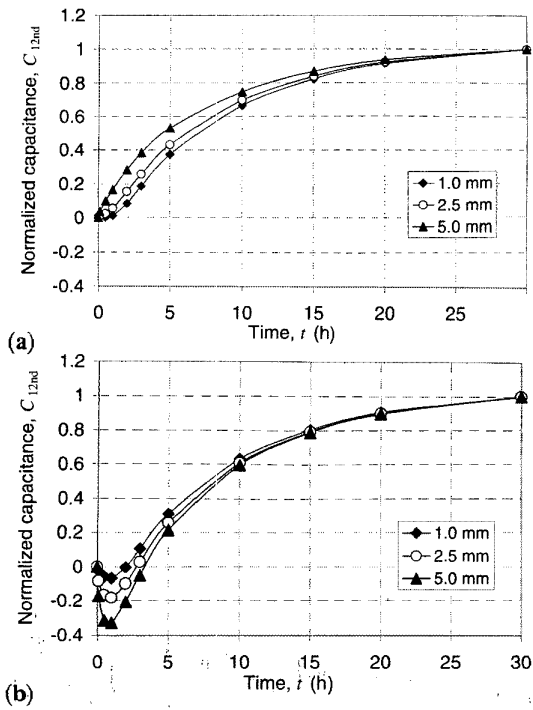 1.2
1
0.8
0.6
0.4
0.2
0
-0.2
-0.4
Normalized capacitance, C12nd
1.0 mm
2.5 mm
5.0 mm
0 5 10 15 20 25
Time, t (h)
(a)
1.2
1
0.8
0.6
0.4
0.2
0
-0.2
-0.4
Normalized capacitance, C12nd
1.0 mm
2.5 mm
5.0 mm
0 5 10 15 20 25 30
Time, t (h)
(b)